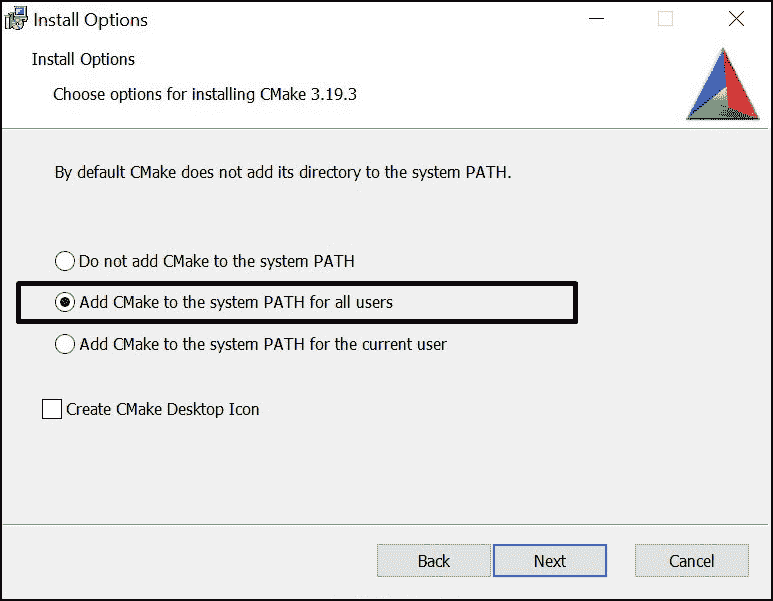 Install Options
Install Options
Choose options for installing CMake 3.19.3
By default CMake does not add its directory to the system PATH.
Do not add CMake to the system PATH
Add CMake to the system PATH for all users
Add CMake to the system PATH for the current user
Create CMake Desktop Icon
Back Next Cancel